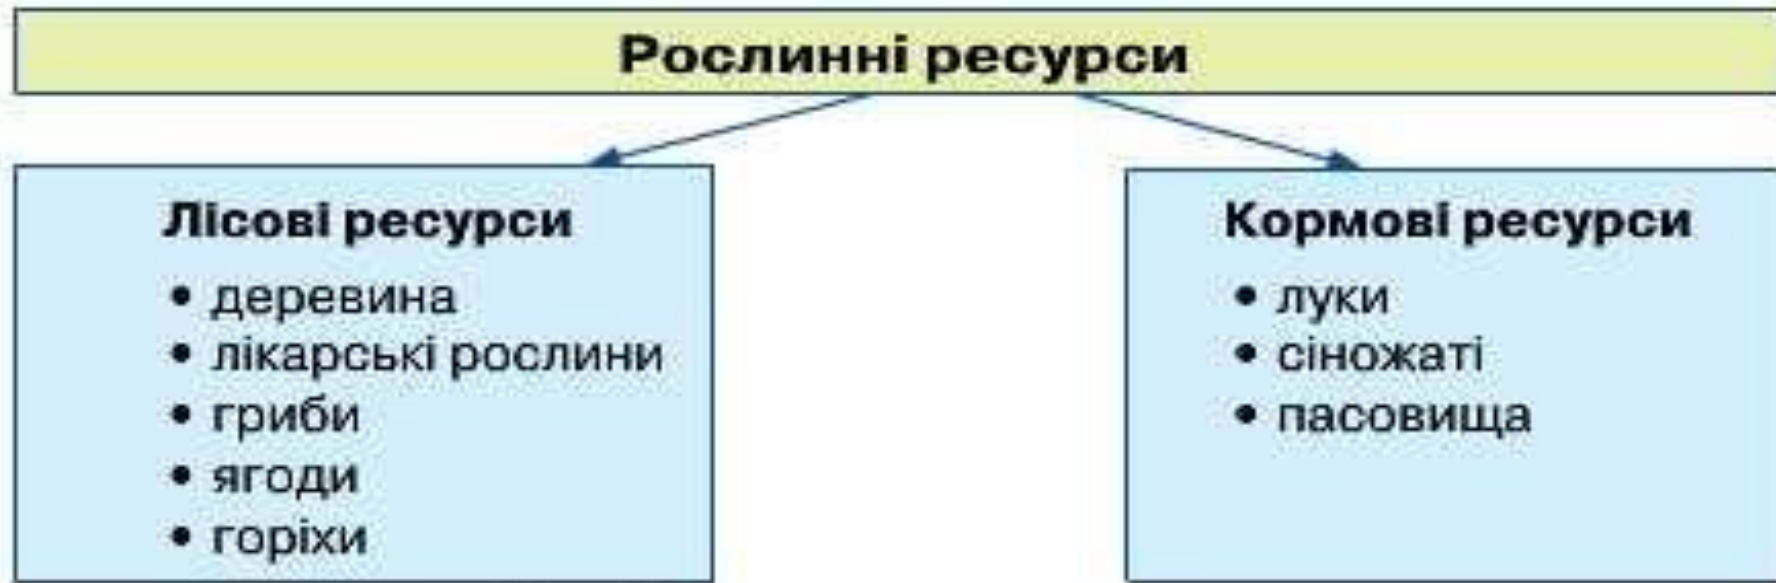 Рослинні ресурси
Лісові ресурси
• деревина
• лікарські рослини
• гриби
• ягоди
• горіхи
Кормові ресурси
• луки
• сіножаті
• пасовища